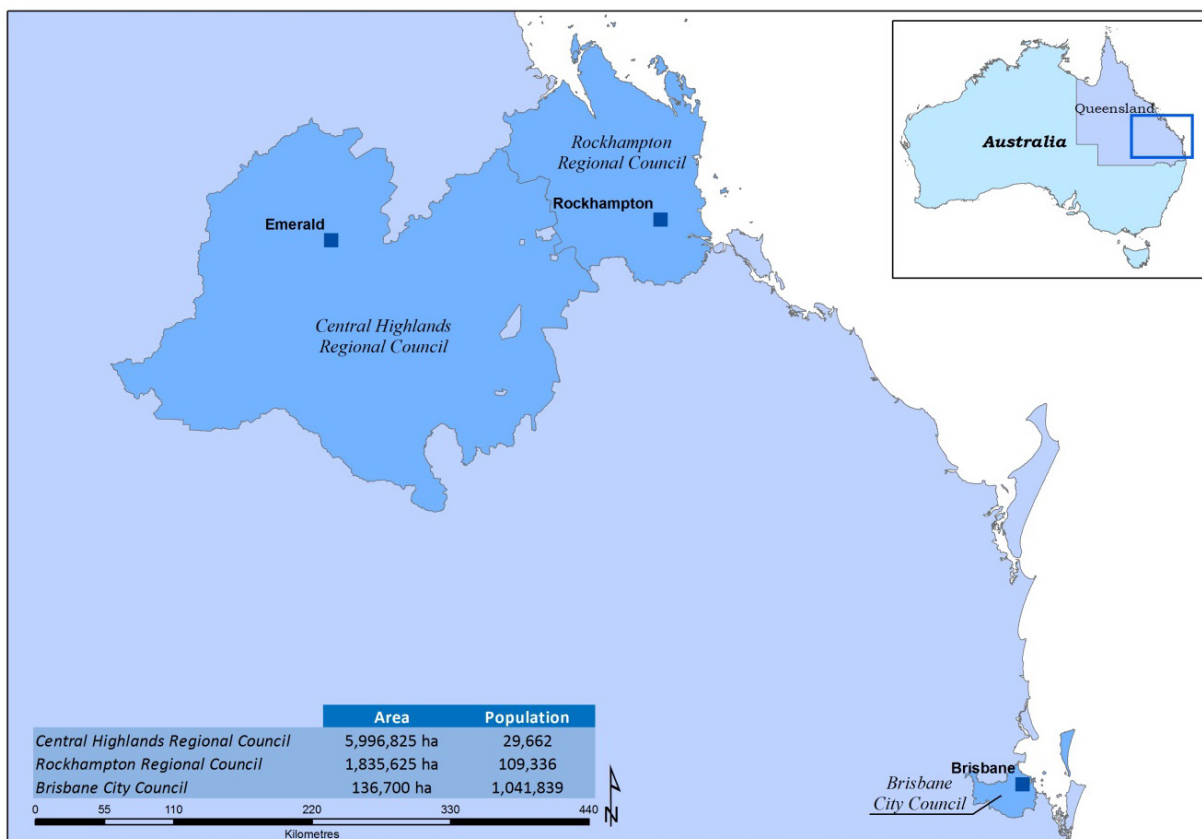 Queensland
Australia
Rockhampton
Regional Council
Rockhampton
Emerald
Central Highlands
Regional Council
Area Population
Central Highlands Regional Council 5,996,825 ha 29,662
Rockhampton Regional Council 1,835,625 ha 109,336
Brisbane City Council 136,700 ha 1,041,839
0 55 110 220 330 440
Kilometres
N
Brisbane
Brisbane
City Council